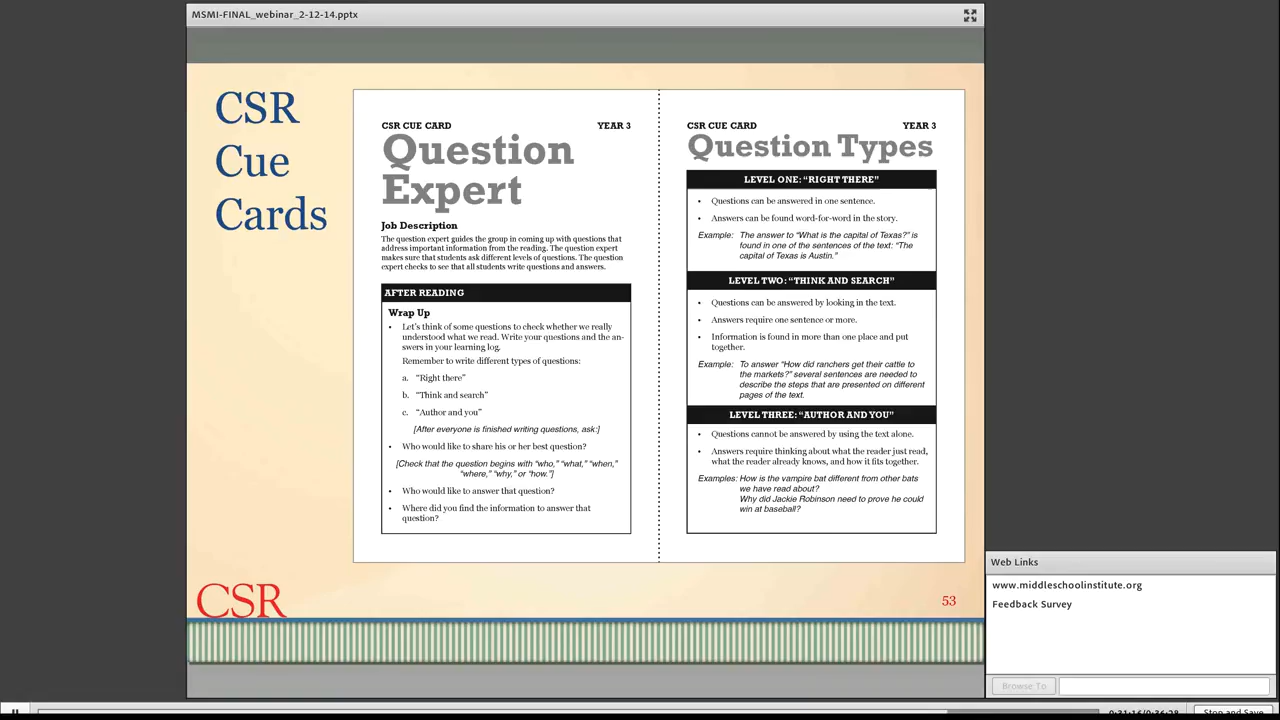 MSMI-FINAL_webinar_2-12-14.pptx
CSR
Cue
Cards
CSR CUE CARD YEAR 3
Question
Expert
Job Description
The question expert guides the group in coming up with questions that
address important information from the reading. The question expert
makes sure that students ask different levels of questions. The question
expert checks to see that all students write questions and answers.
AFTER READING
Wrap Up
• Let's think of some questions to check whether we really
understood what we read. Write your questions and the an-
swers in your learning log.
Remember to write different types of questions:
a. "Right there"
b. "Think and search"
c. "Author and you"
[After everyone is finished writing questions, ask:]
• Who would like to share his or her best question?
[Check that the question begins with "who," "what," "when,"
"where," "why," or "how."]
• Who would like to answer that question?
• Where did you find the information to answer that
question?
CSR CUE CARD YEAR 3
Question Types
LEVEL ONE: "RIGHT THERE"
• Questions can be answered in one sentence.
• Answers can be found word-for-word in the story.
Example: The answer to "What is the capital of Texas?" is
found in one of the sentences of the text: "The
capital of Texas is Austin."
LEVEL TWO: "THINK AND SEARCH"
• Questions can be answered by looking in the text.
• Answers require one sentence or more.
• Information is found in more than one place and put
together.
Example: To answer "How did ranchers get their cattle to
the markets?" several sentences are needed to
describe the steps that are presented on different
pages of the text.
LEVEL THREE: "AUTHOR AND YOU"
• Questions cannot be answered by using the text alone.
• Answers require thinking about what the reader just read,
what the reader already knows, and how it fits together.
Examples: How is the vampire bat different from other bats
we have read about?
Why did Jackie Robinson need to prove he could
win at baseball?
CSR
53
Web Links
www.middleschoolinstitute.org
Feedback Survey
Browse To
0:31:16/0:36:28
Stop and Save